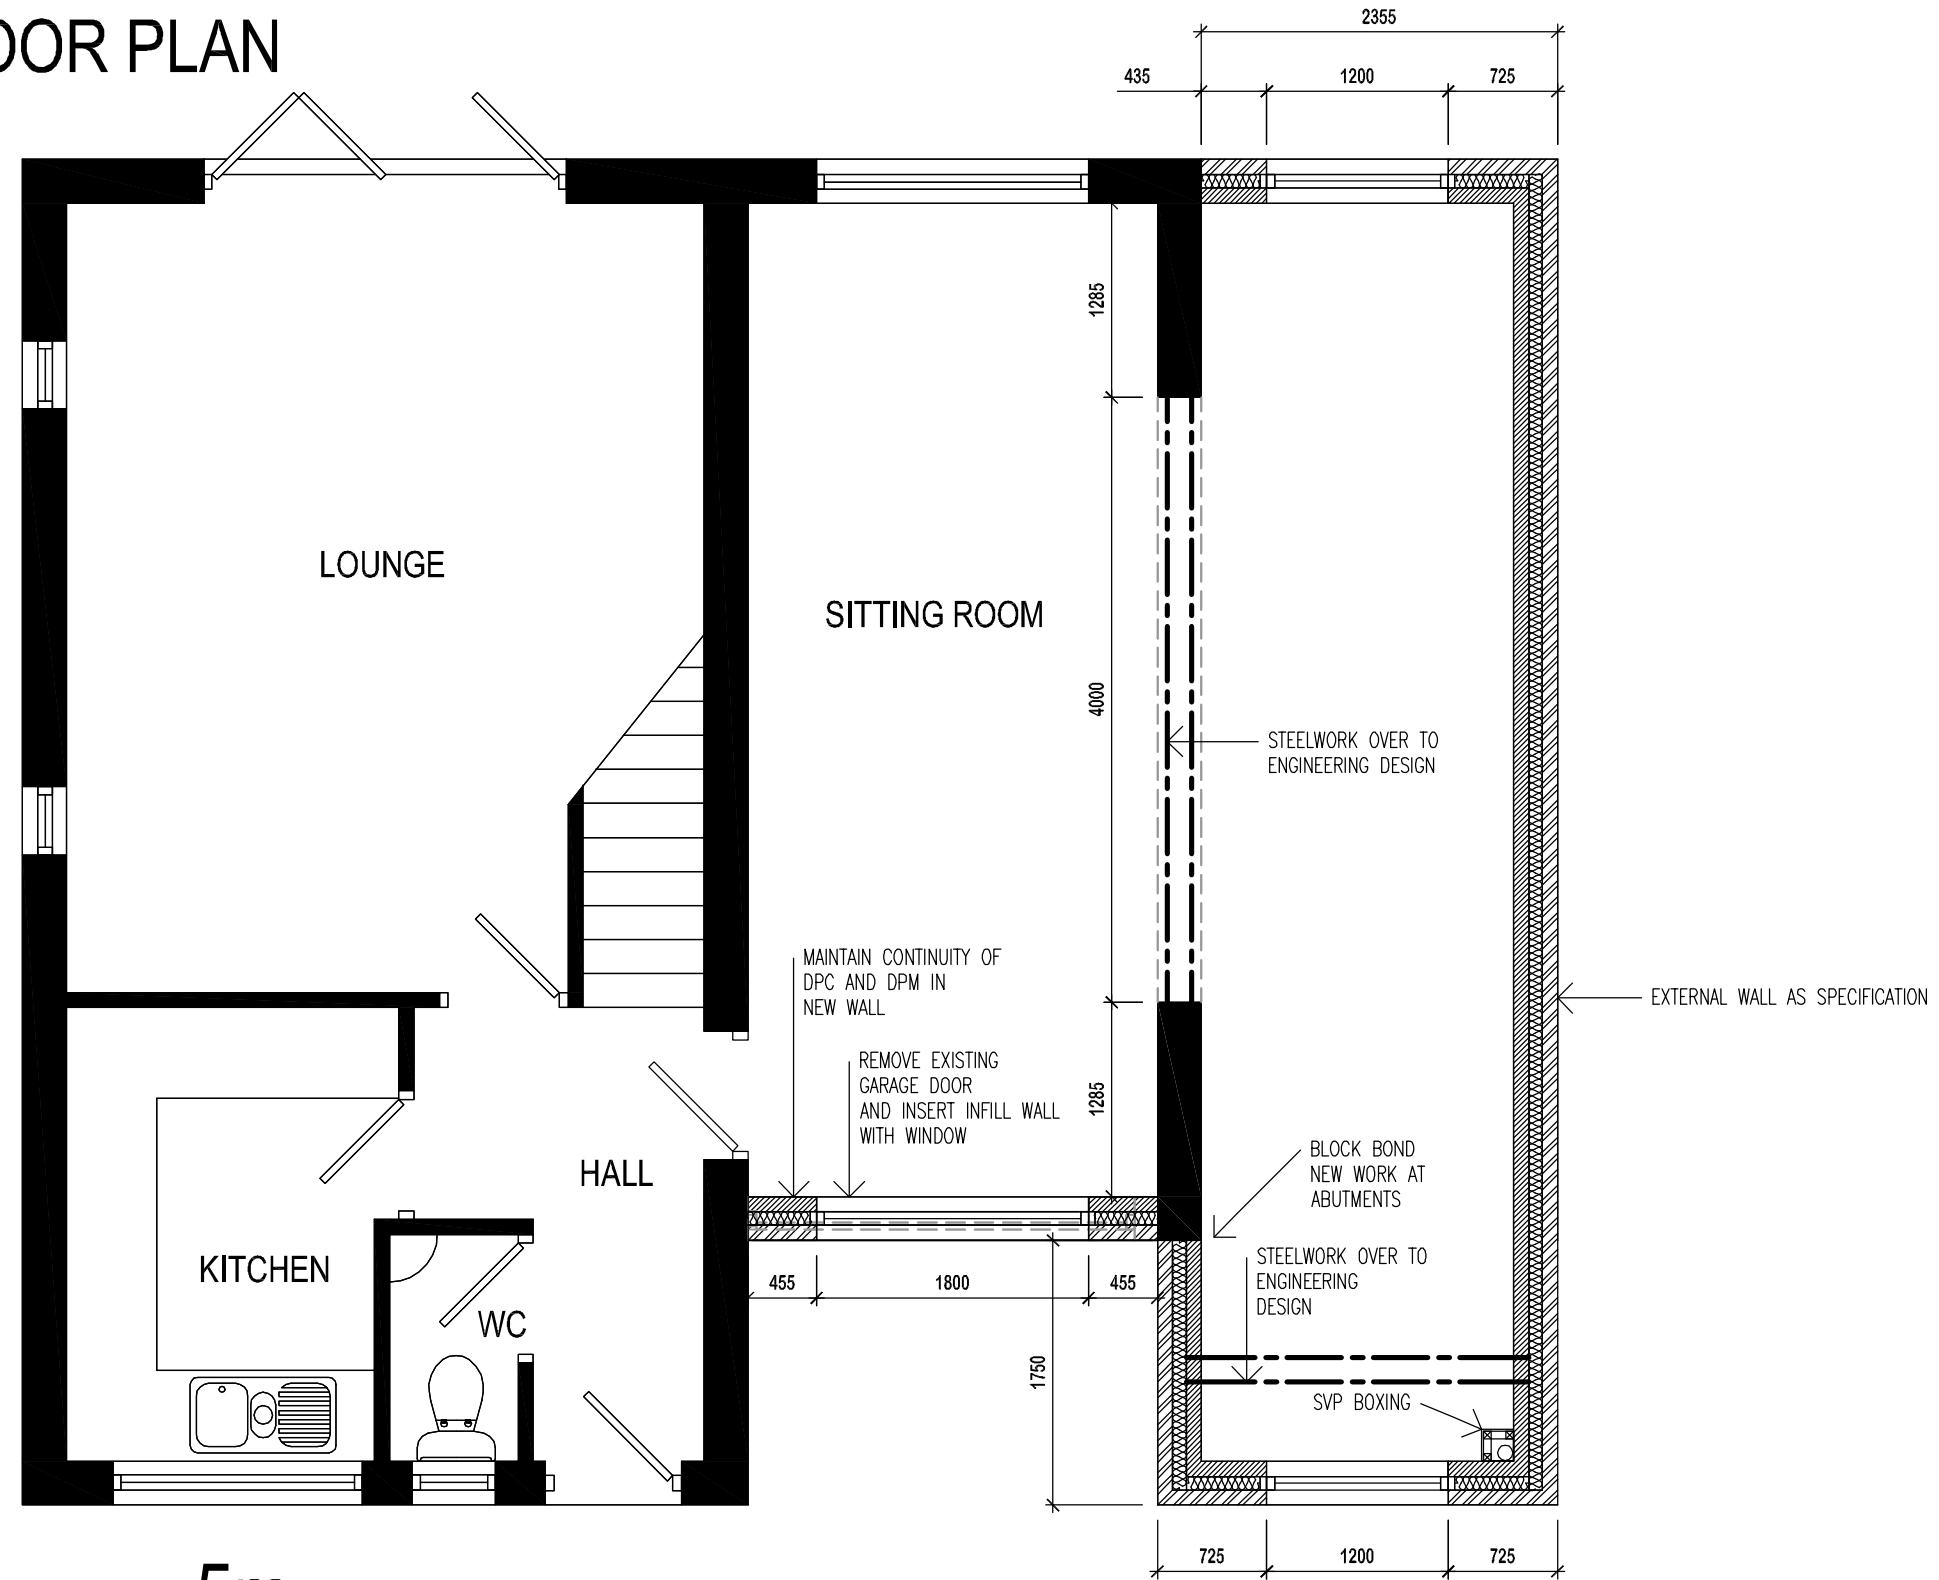 OOR PLAN
2355
435
1200
725
1285
LOUNGE
SITTING ROOM
4000
STEELWORK OVER TO
ENGINEERING DESIGN
MAINTAIN CONTINUITY OF
DPC AND DPM IN
NEW WALL
EXTERNAL WALL AS SPECIFICATION
REMOVE EXISTING
GARAGE DOOR
AND INSERT INFILL WALL
WITH WINDOW
1285
BLOCK BOND
NEW WORK AT
ABUTMENTS
HALL
KITCHEN
STEELWORK OVER TO
ENGINEERING
DESIGN
455
1800
455
WC
1750
SVP BOXING
725
1200
725